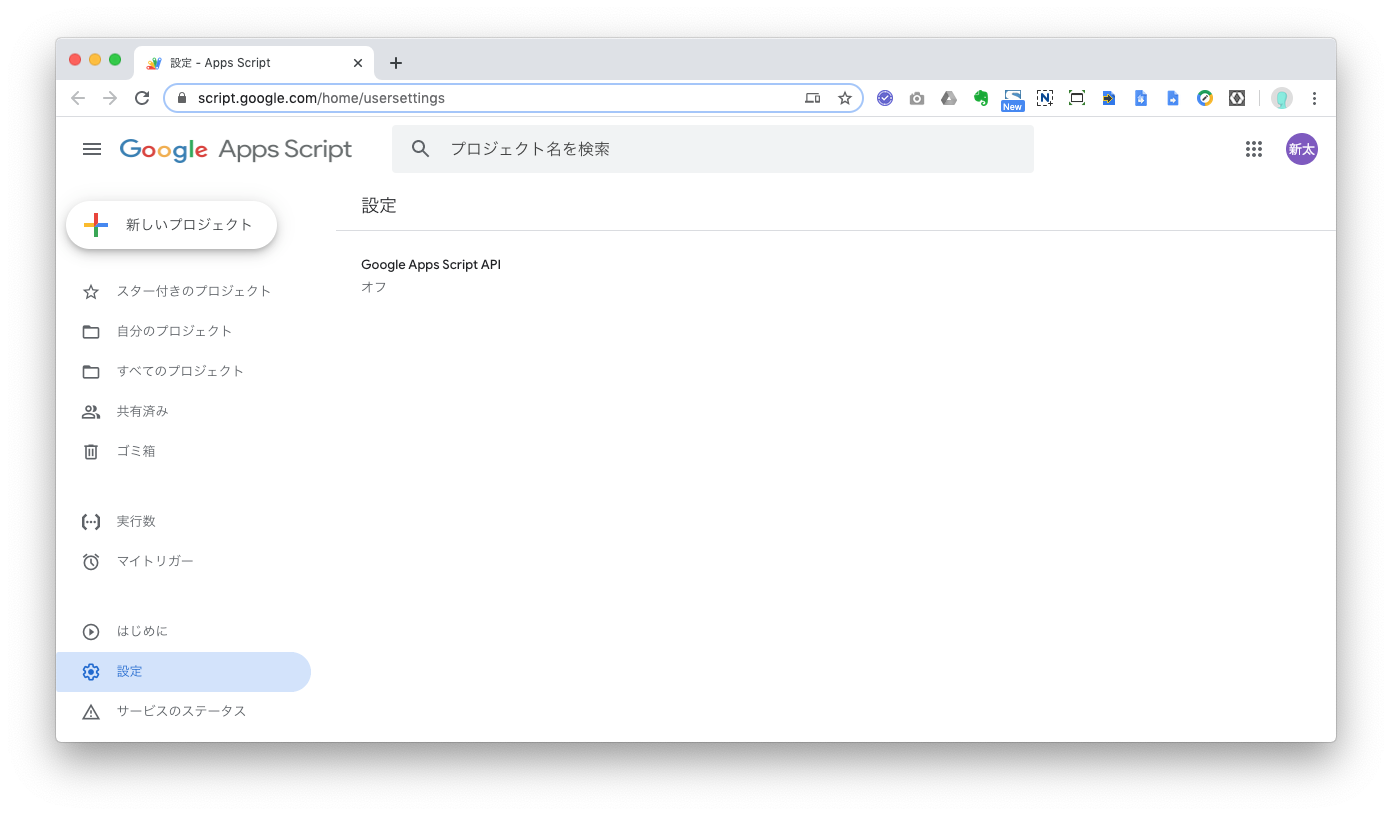 設定 - Apps Script
script.google.com/home/usersettings
New
N
Google Apps Script
プロジェクト名を検索
新太
新しいプロジェクト
設定
Google Apps Script API
オフ
スター付きのプロジェクト
自分のプロジェクト
すべてのプロジェクト
共有済み
ゴミ箱
実行数
マイトリガー
はじめに
設定
サービスのステータス